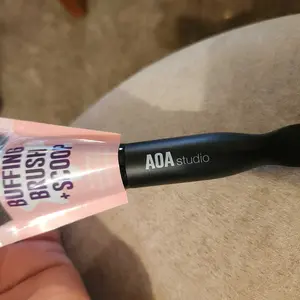 BUFFING
BRUSH
+SCOOP
AOA studio